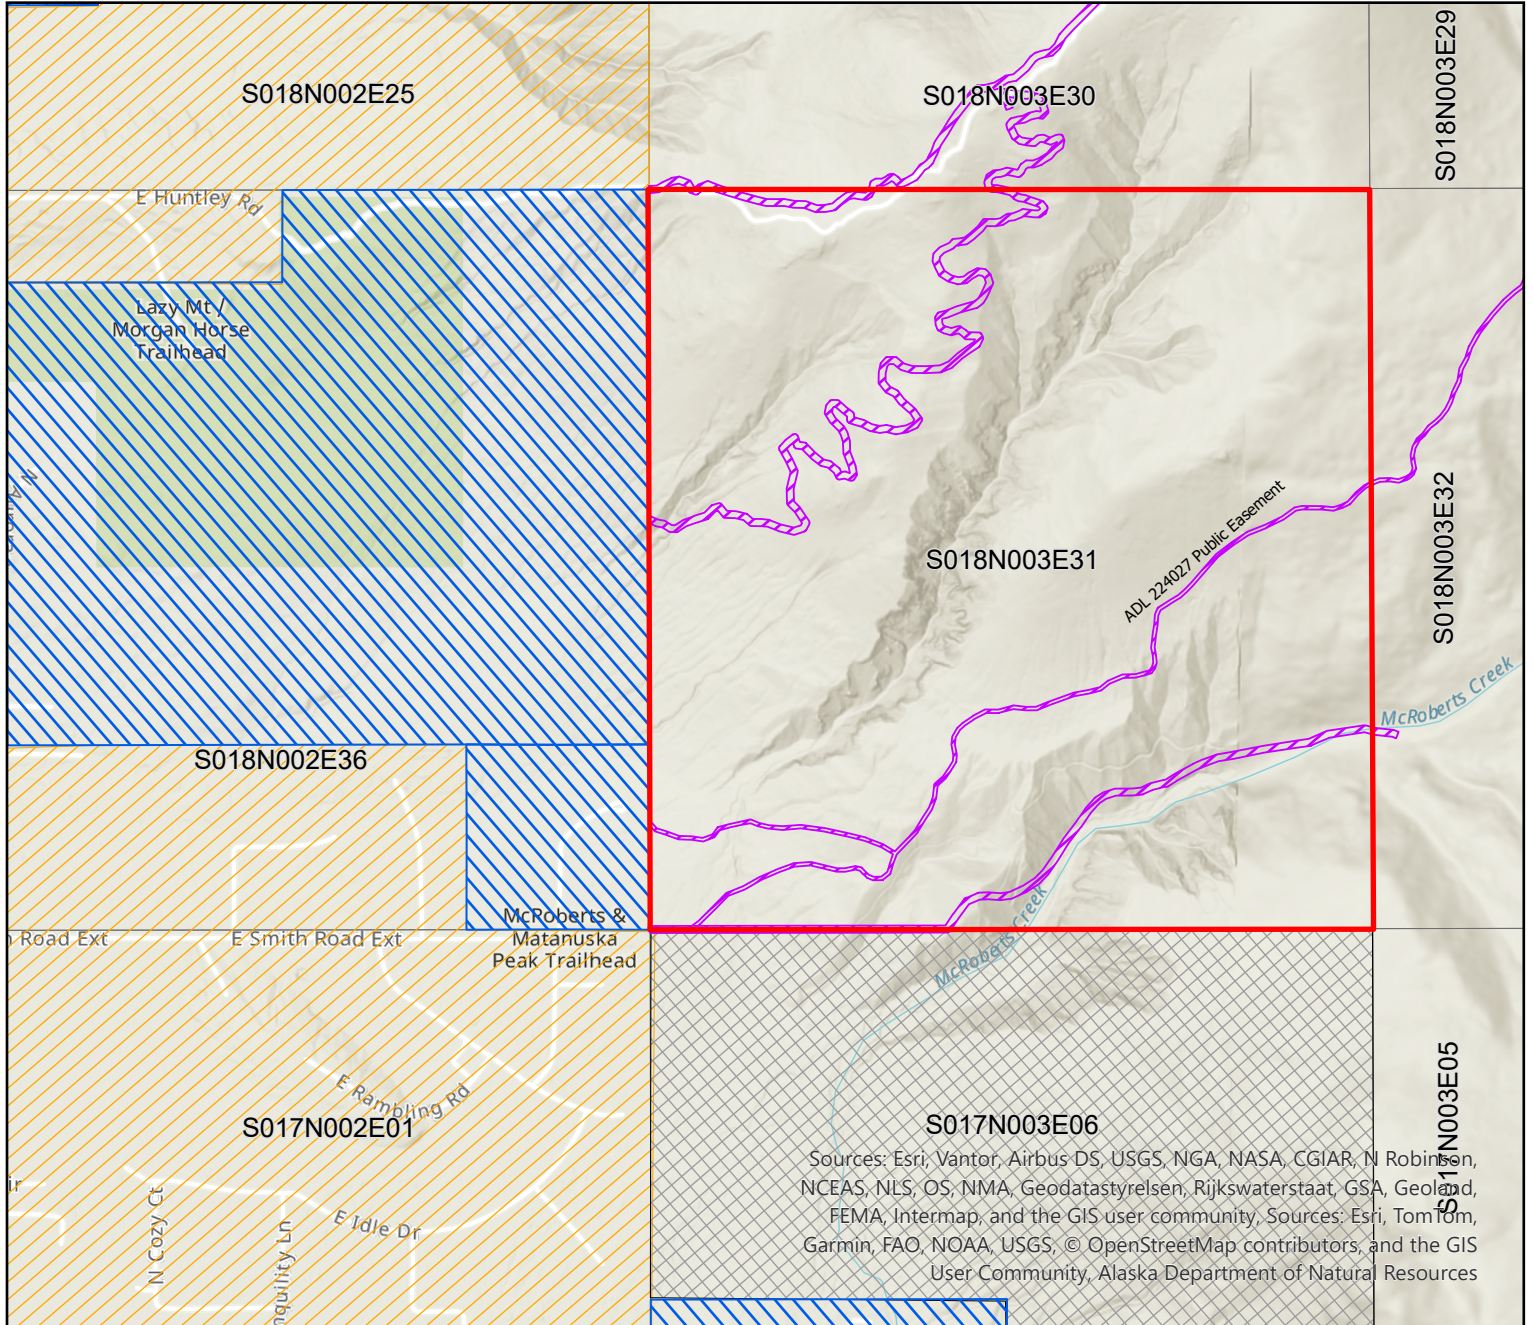 S018N002E25
S018N003E30
S018N003E29
E Huntley Rd
Lazy Mt /
Morgan Horse
Trailhead
S018N003E31
ADL 224027 Public Easement
S018N003E32
McRoberts Creek
S018N002E36
McRoberts &
Matanuska
Peak Trailhead
E Smith Road Ext
Road Ext
McRoberts Creek
E Rambling Rd
S017N002E01
S017N003E06
S017N003E05
N Cozy Ct
E Idle Dr
Sources: Esri, Vantor, Airbus DS, USGS, NGA, NASA, CGIAR, N Robinson,
NCEAS, NLS, OS, NMA, Geodatastyrelsen, Rijkswaterstaat, GSA, Geoland,
FEMA, Intermap, and the GIS user community, Sources: Esri, TomTom,
Garmin, FAO, NOAA, USGS, © OpenStreetMap contributors, and the GIS
User Community, Alaska Department of Natural Resources